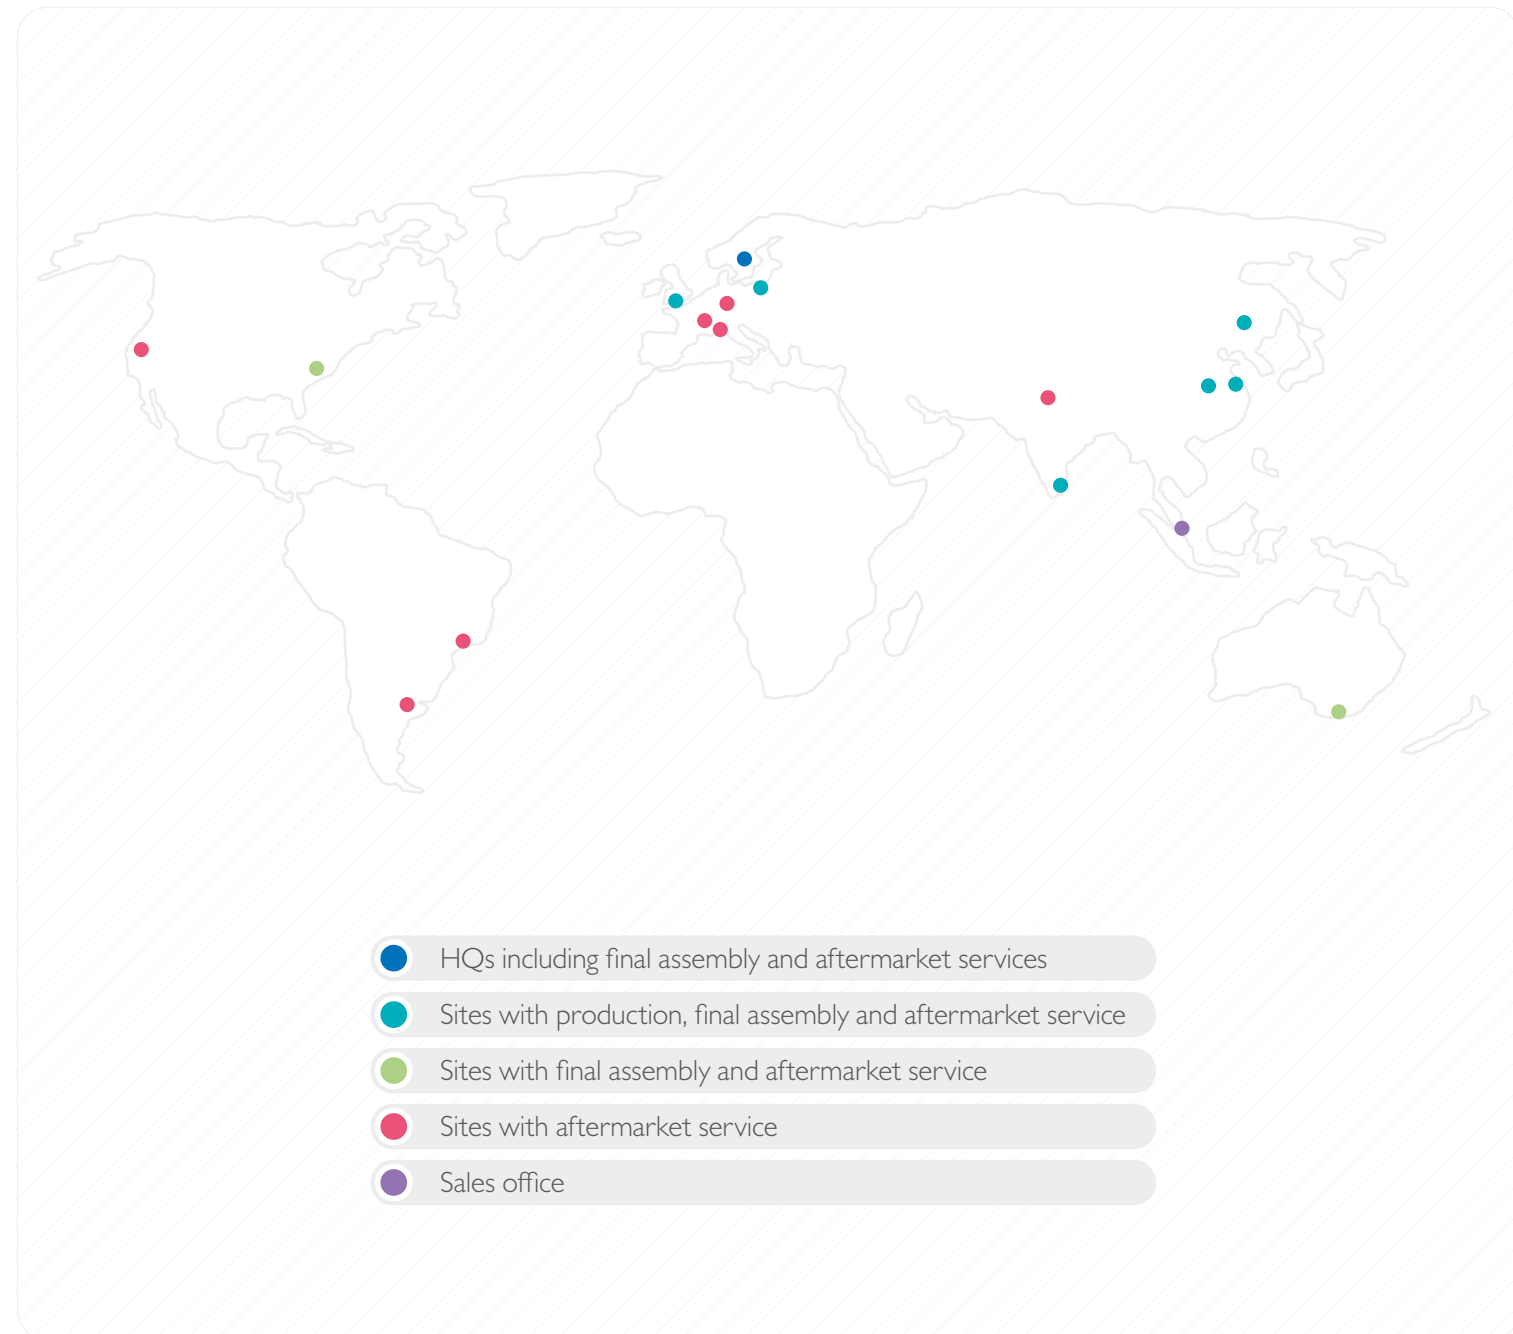 HQs including final assembly and aftermarket services
Sites with production, final assembly and aftermarket service
Sites with final assembly and aftermarket service
Sites with aftermarket service
Sales office